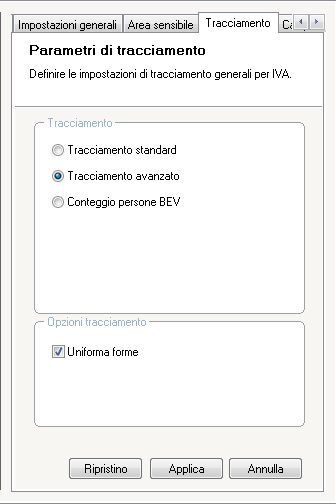 Impostazioni generali Area sensibile Tracciamento
Parametri di tracciamento
Definire le impostazioni di tracciamento generali per IVA.
Tracciamento
Tracciamento standard
Tracciamento avanzato
Conteggio persone BEV
Opzioni tracciamento
Uniforma forme
Ripristino Applica Annulla